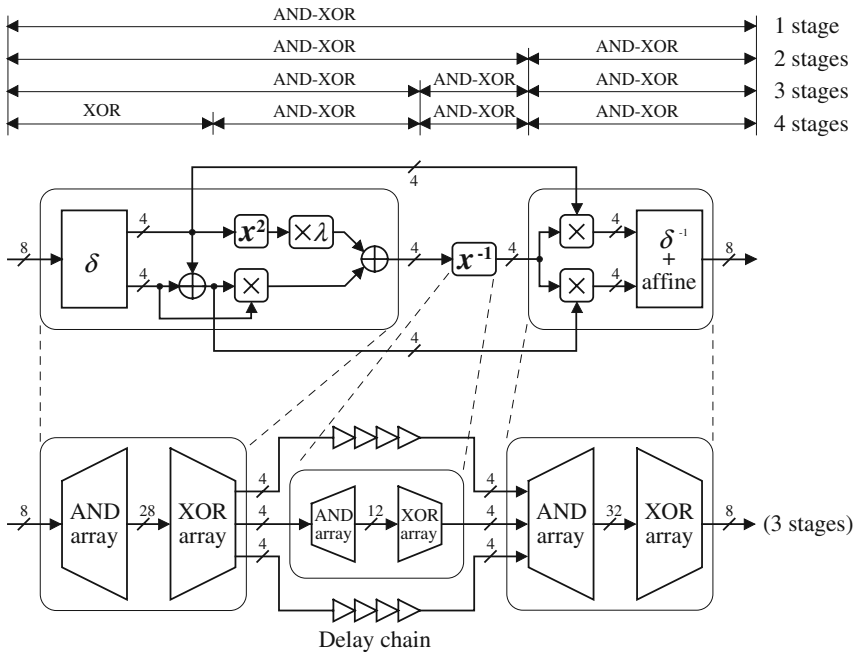 AND-XOR 1 stage
AND-XOR AND-XOR 2 stages
AND-XOR AND-XOR AND-XOR 3 stages
XOR AND-XOR AND-XOR AND-XOR 4 stages
4
8 δ 4 x² ×λ 4 x⁻¹ 4 × 4 δ⁻¹ + affine 8
4 × × 4
4
4 4
8 AND array 28 XOR array 4 AND array 12 XOR array 4 AND array 32 XOR array 8 (3 stages)
4 4
Delay chain